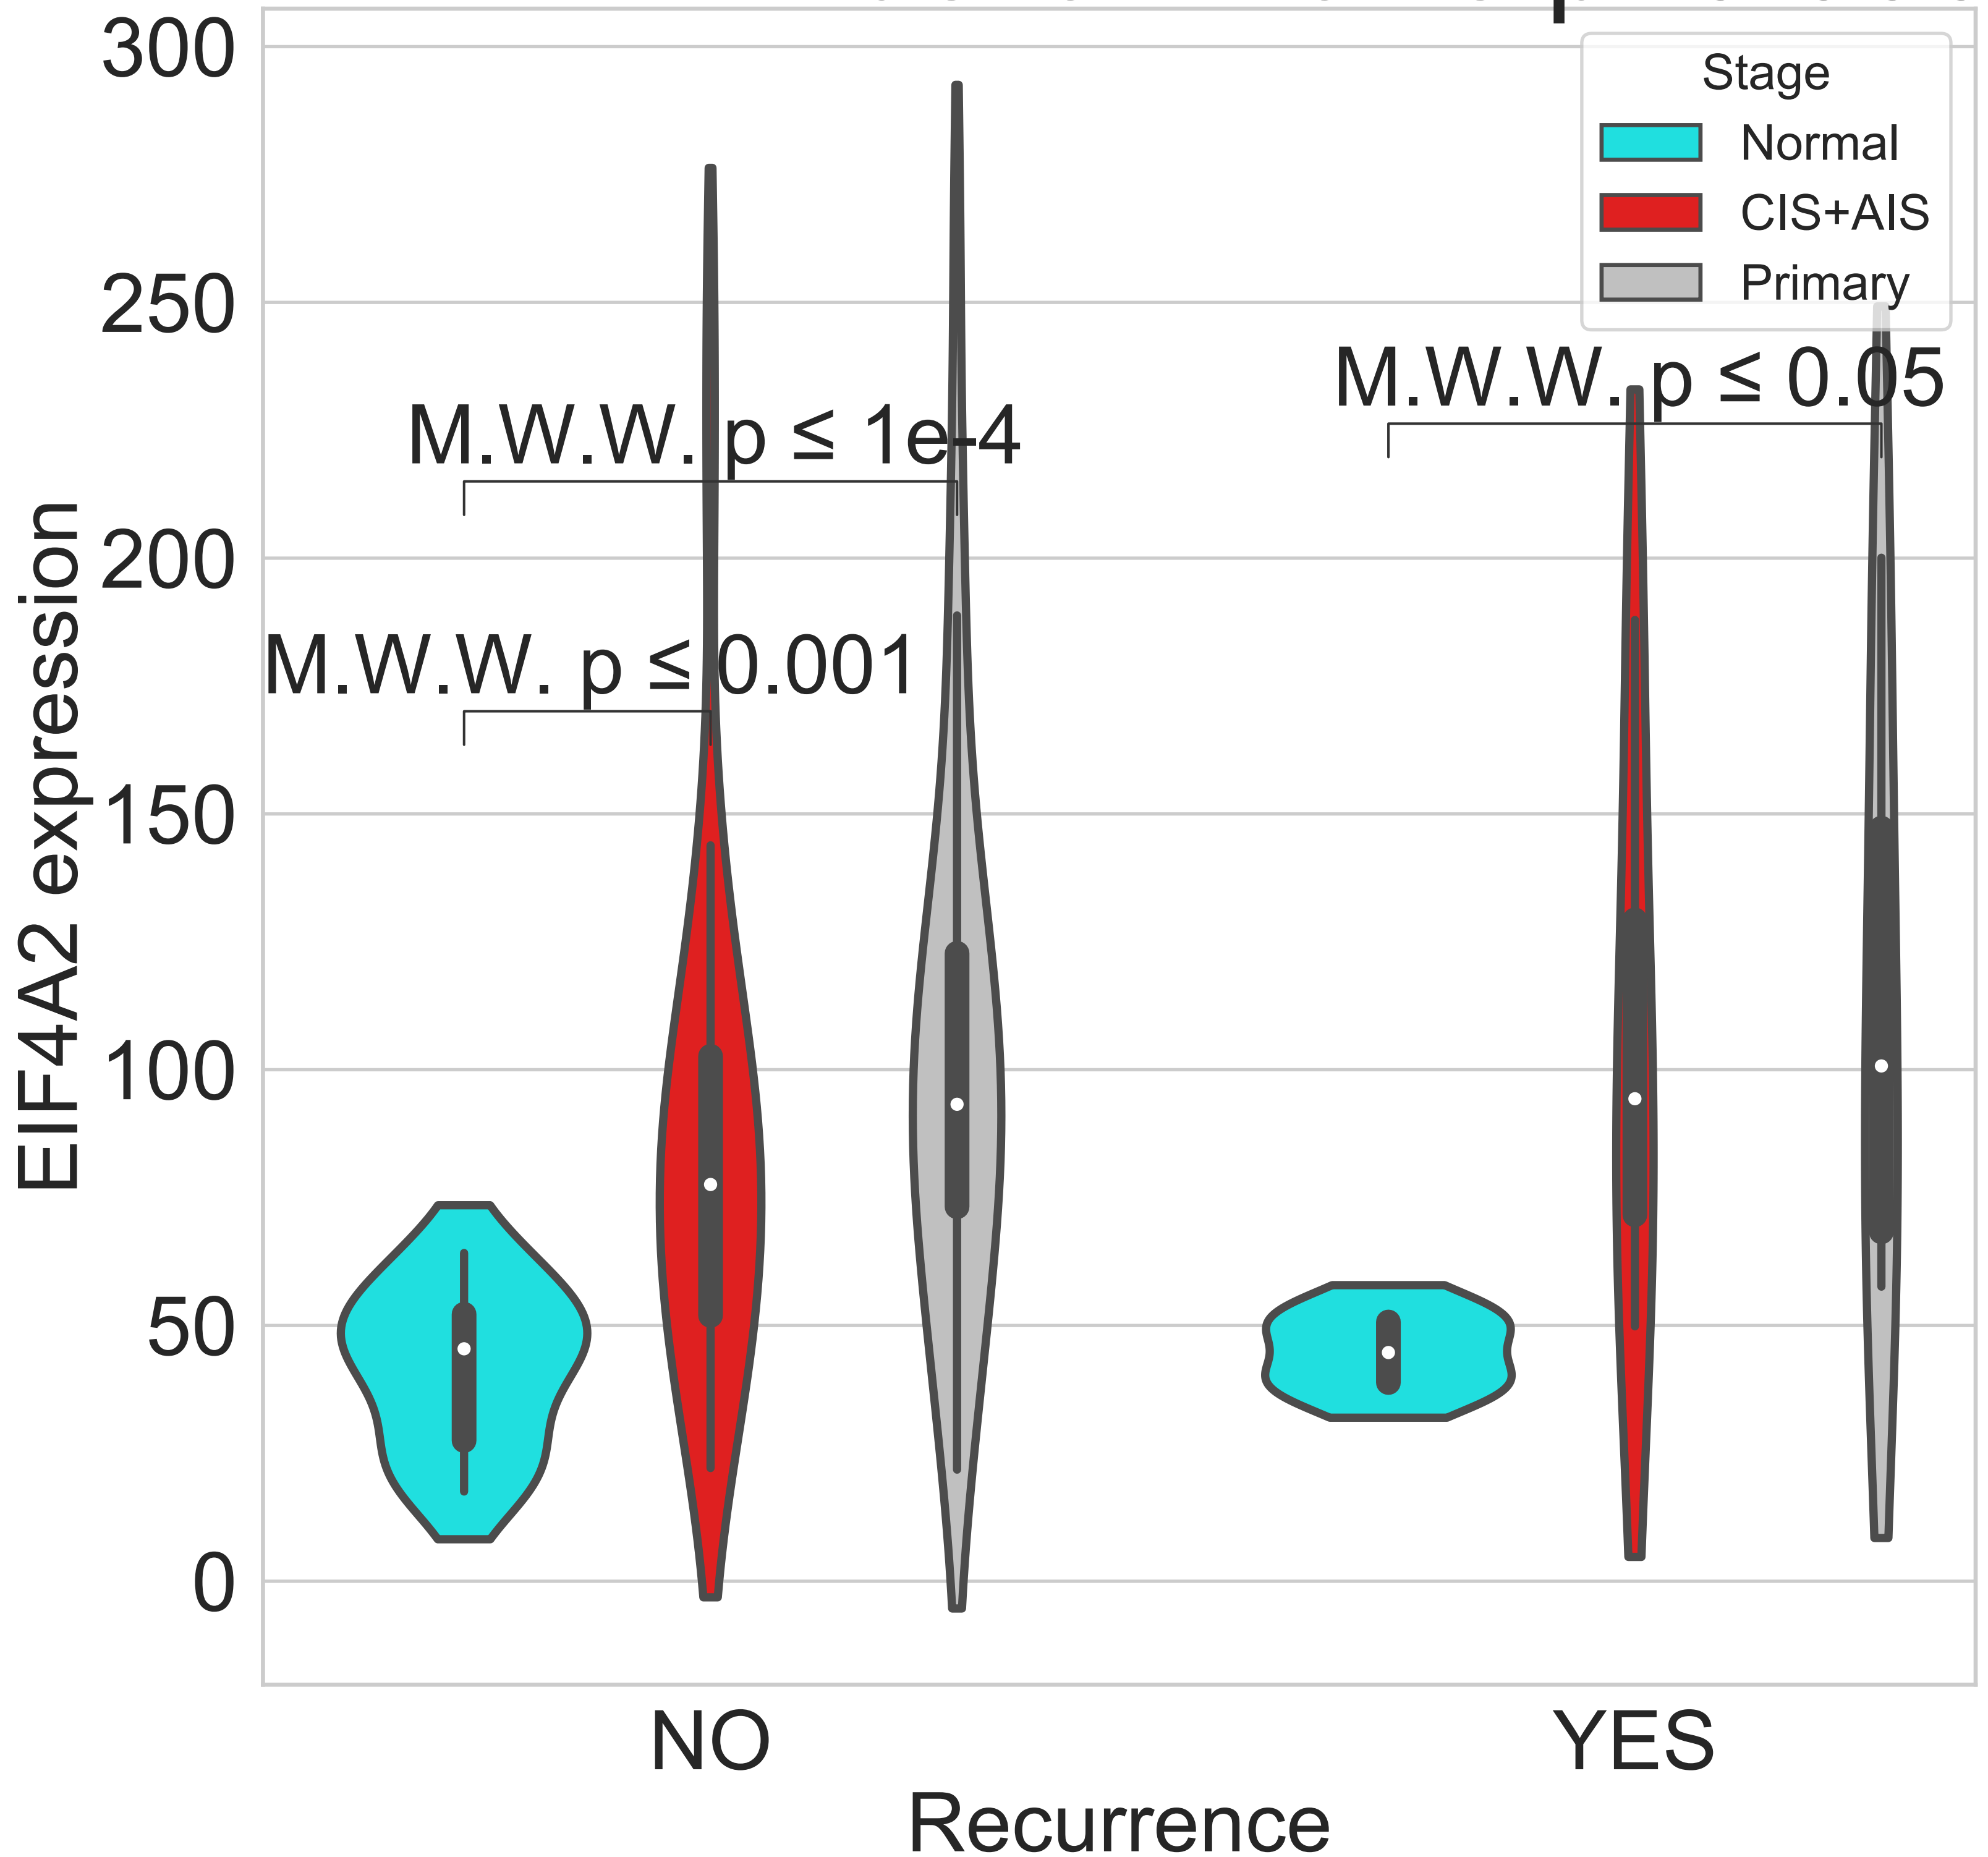 300
250
200
150
100
50
0
EIF4A2 expression
Stage
Normal
CIS+AIS
Primary
M.W.W. p ≤ 0.05
M.W.W. p ≤ 1e-4
M.W.W. p ≤ 0.001
NO
YES
Recurrence